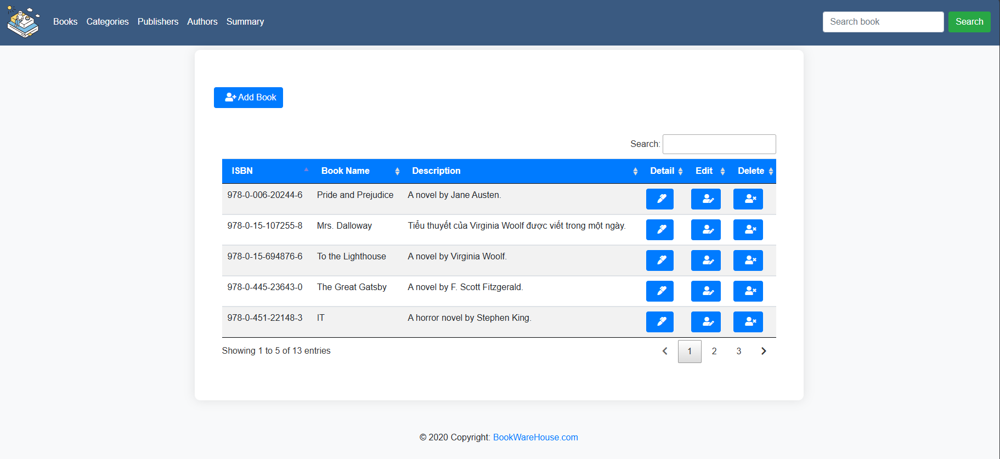 Books Categories Publishers Authors Summary Search book Search
Add Book
Search:
ISBN Book Name Description Detail Edit Delete
978-0-006-20244-6 Pride and Prejudice A novel by Jane Austen.
978-0-15-107255-8 Mrs. Dalloway Tiểu thuyết của Virginia Woolf được viết trong một ngày.
978-0-15-694876-6 To the Lighthouse A novel by Virginia Woolf.
978-0-445-23643-0 The Great Gatsby A novel by F. Scott Fitzgerald.
978-0-451-22148-3 IT A horror novel by Stephen King.
Showing 1 to 5 of 13 entries 1 2 3
© 2020 Copyright: BookWareHouse.com